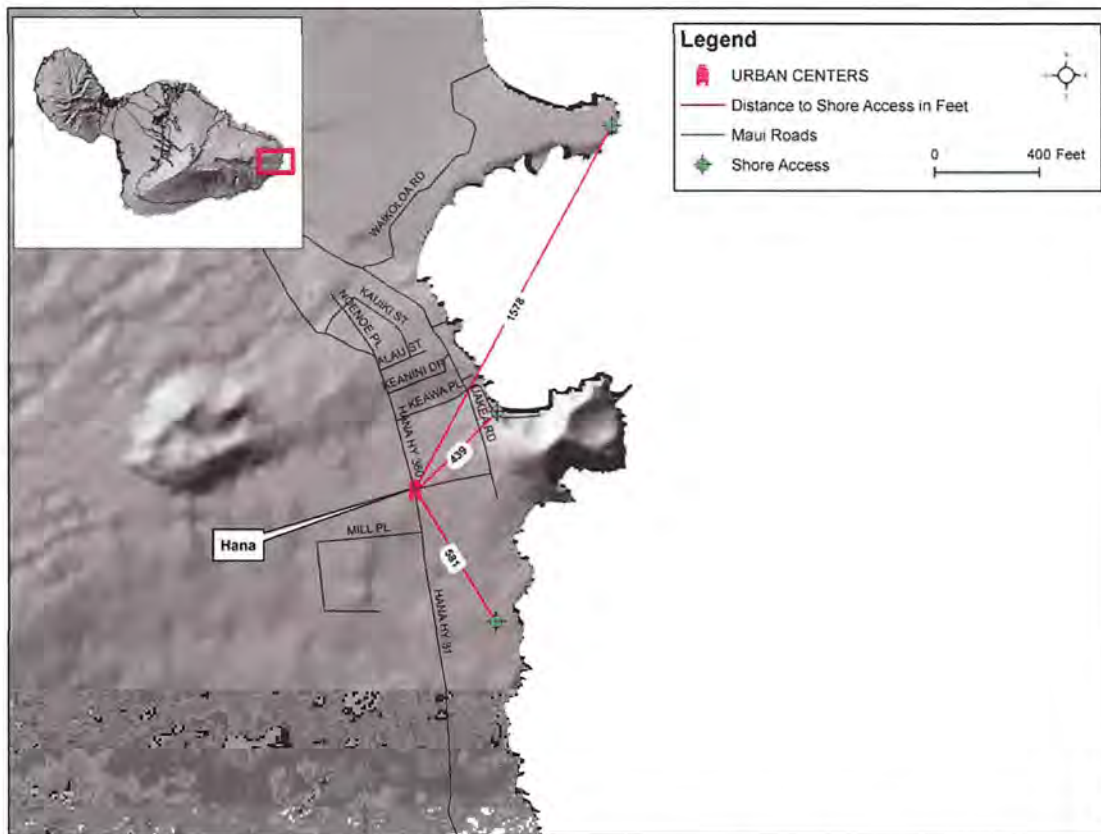 Legend
URBAN CENTERS
Distance to Shore Access in Feet
Maui Roads
Shore Access
0 400 Feet
WAIKOLOA RD
1578
KAUIKI ST
NOENOE PL
ALAU ST
KEANINI DR
KEAWA PL
UAKEA RD
HANA HY 360
439
Hana
MILL PL
581
HANA HY 31